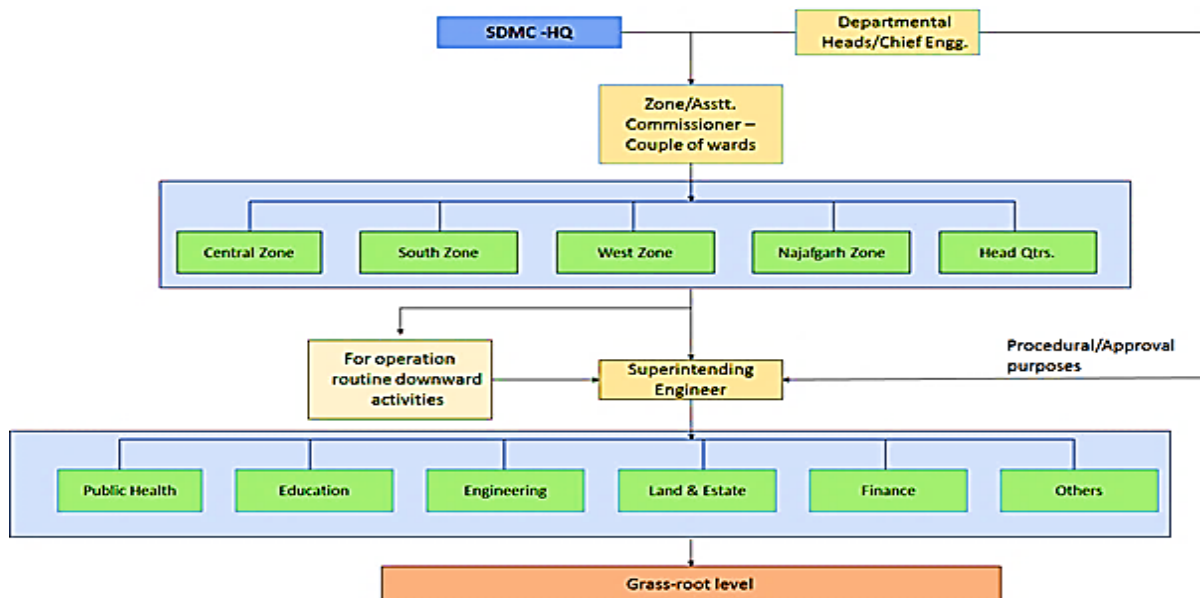 SDMC -HQ
Departmental
Heads/Chief Engg.
Zone/Asstt.
Commissioner –
Couple of wards
Central Zone
South Zone
West Zone
Najafgarh Zone
Head Qtrs.
For operation
routine downward
activities
Superintending
Engineer
Procedural/Approval
purposes
Public Health
Education
Engineering
Land & Estate
Finance
Others
Grass-root level